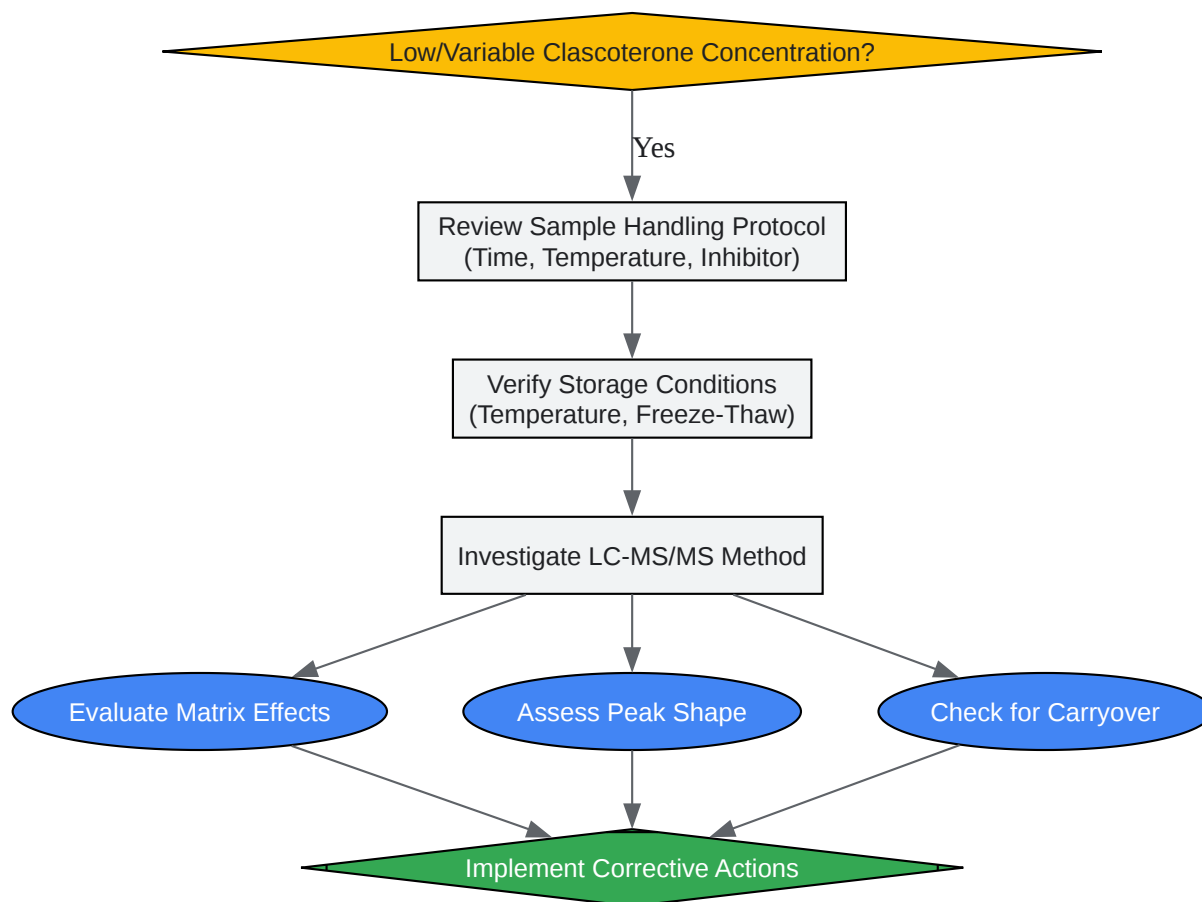 Low/Variable Clascoterone Concentration?
Yes
Review Sample Handling Protocol
(Time, Temperature, Inhibitor)
Verify Storage Conditions
(Temperature, Freeze-Thaw)
Investigate LC-MS/MS Method
Evaluate Matrix Effects
Assess Peak Shape
Check for Carryover
Implement Corrective Actions